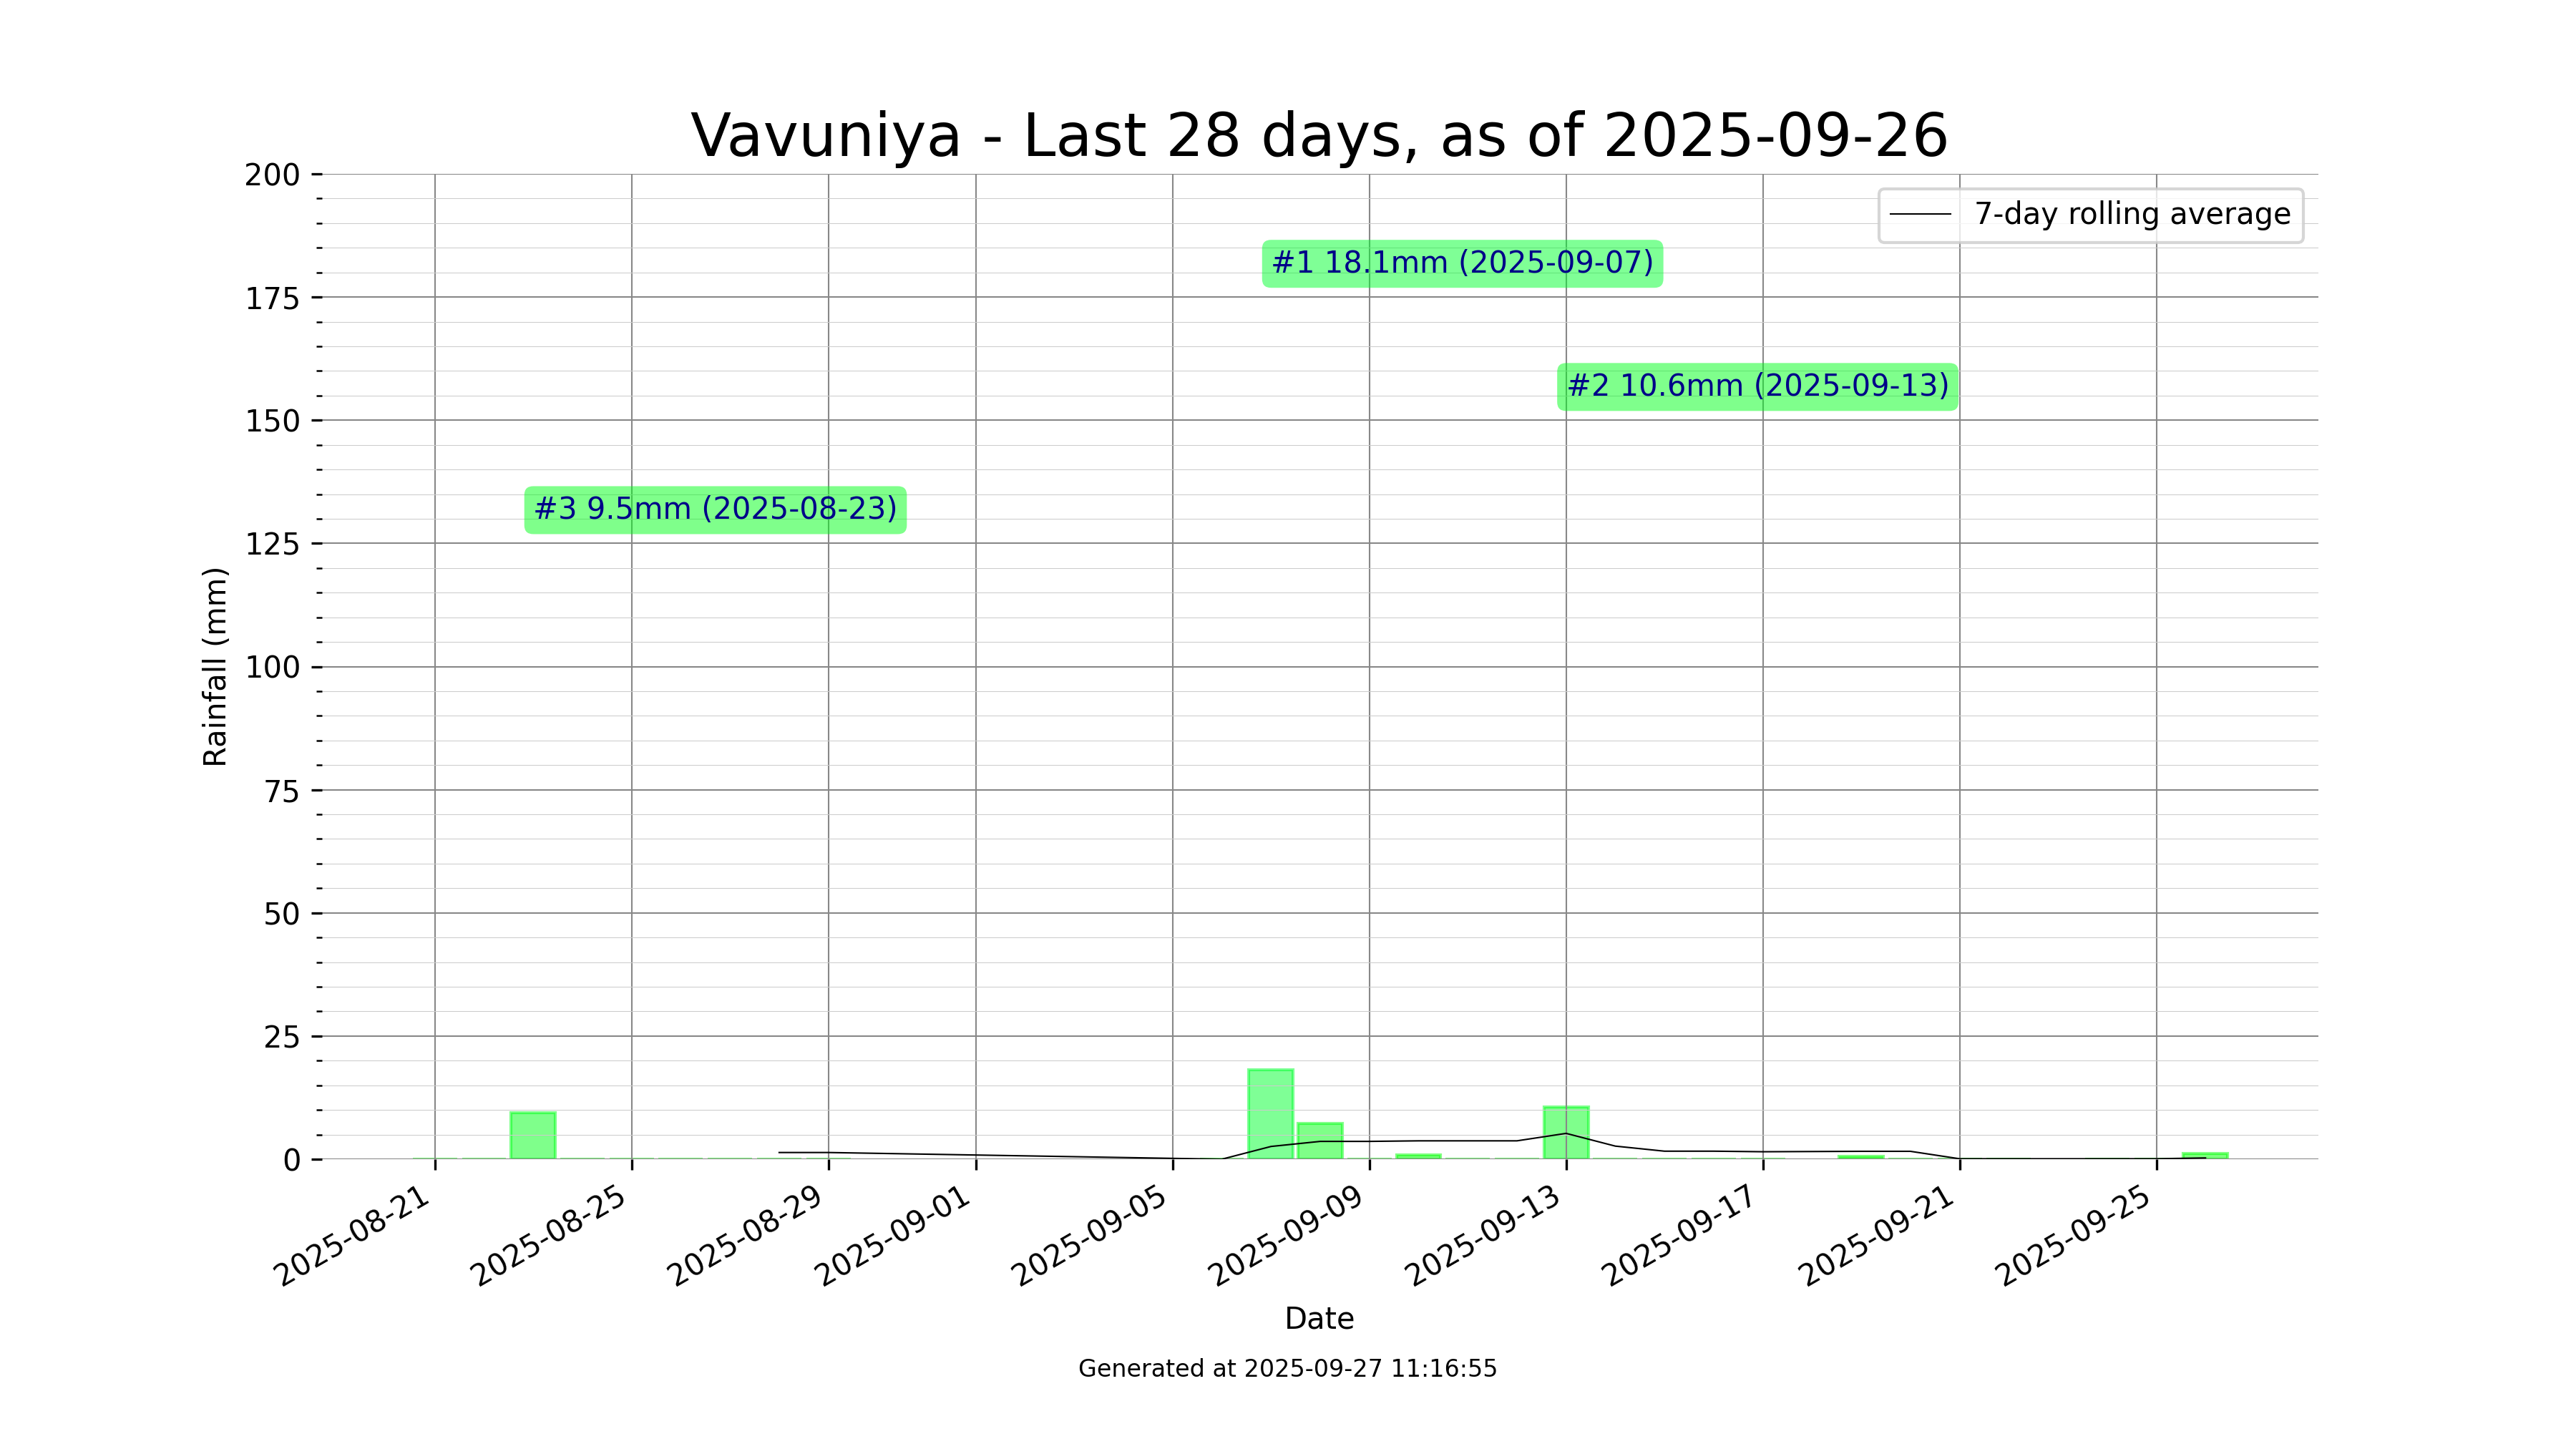 Vavuniya - Last 28 days, as of 2025-09-26
200
175
150
125
100
75
50
25
0
Rainfall (mm)
7-day rolling average
#1 18.1mm (2025-09-07)
#2 10.6mm (2025-09-13)
#3 9.5mm (2025-08-23)
2025-08-21
2025-08-25
2025-08-29
2025-09-01
2025-09-05
2025-09-09
2025-09-13
2025-09-17
2025-09-21
2025-09-25
Date
Generated at 2025-09-27 11:16:55